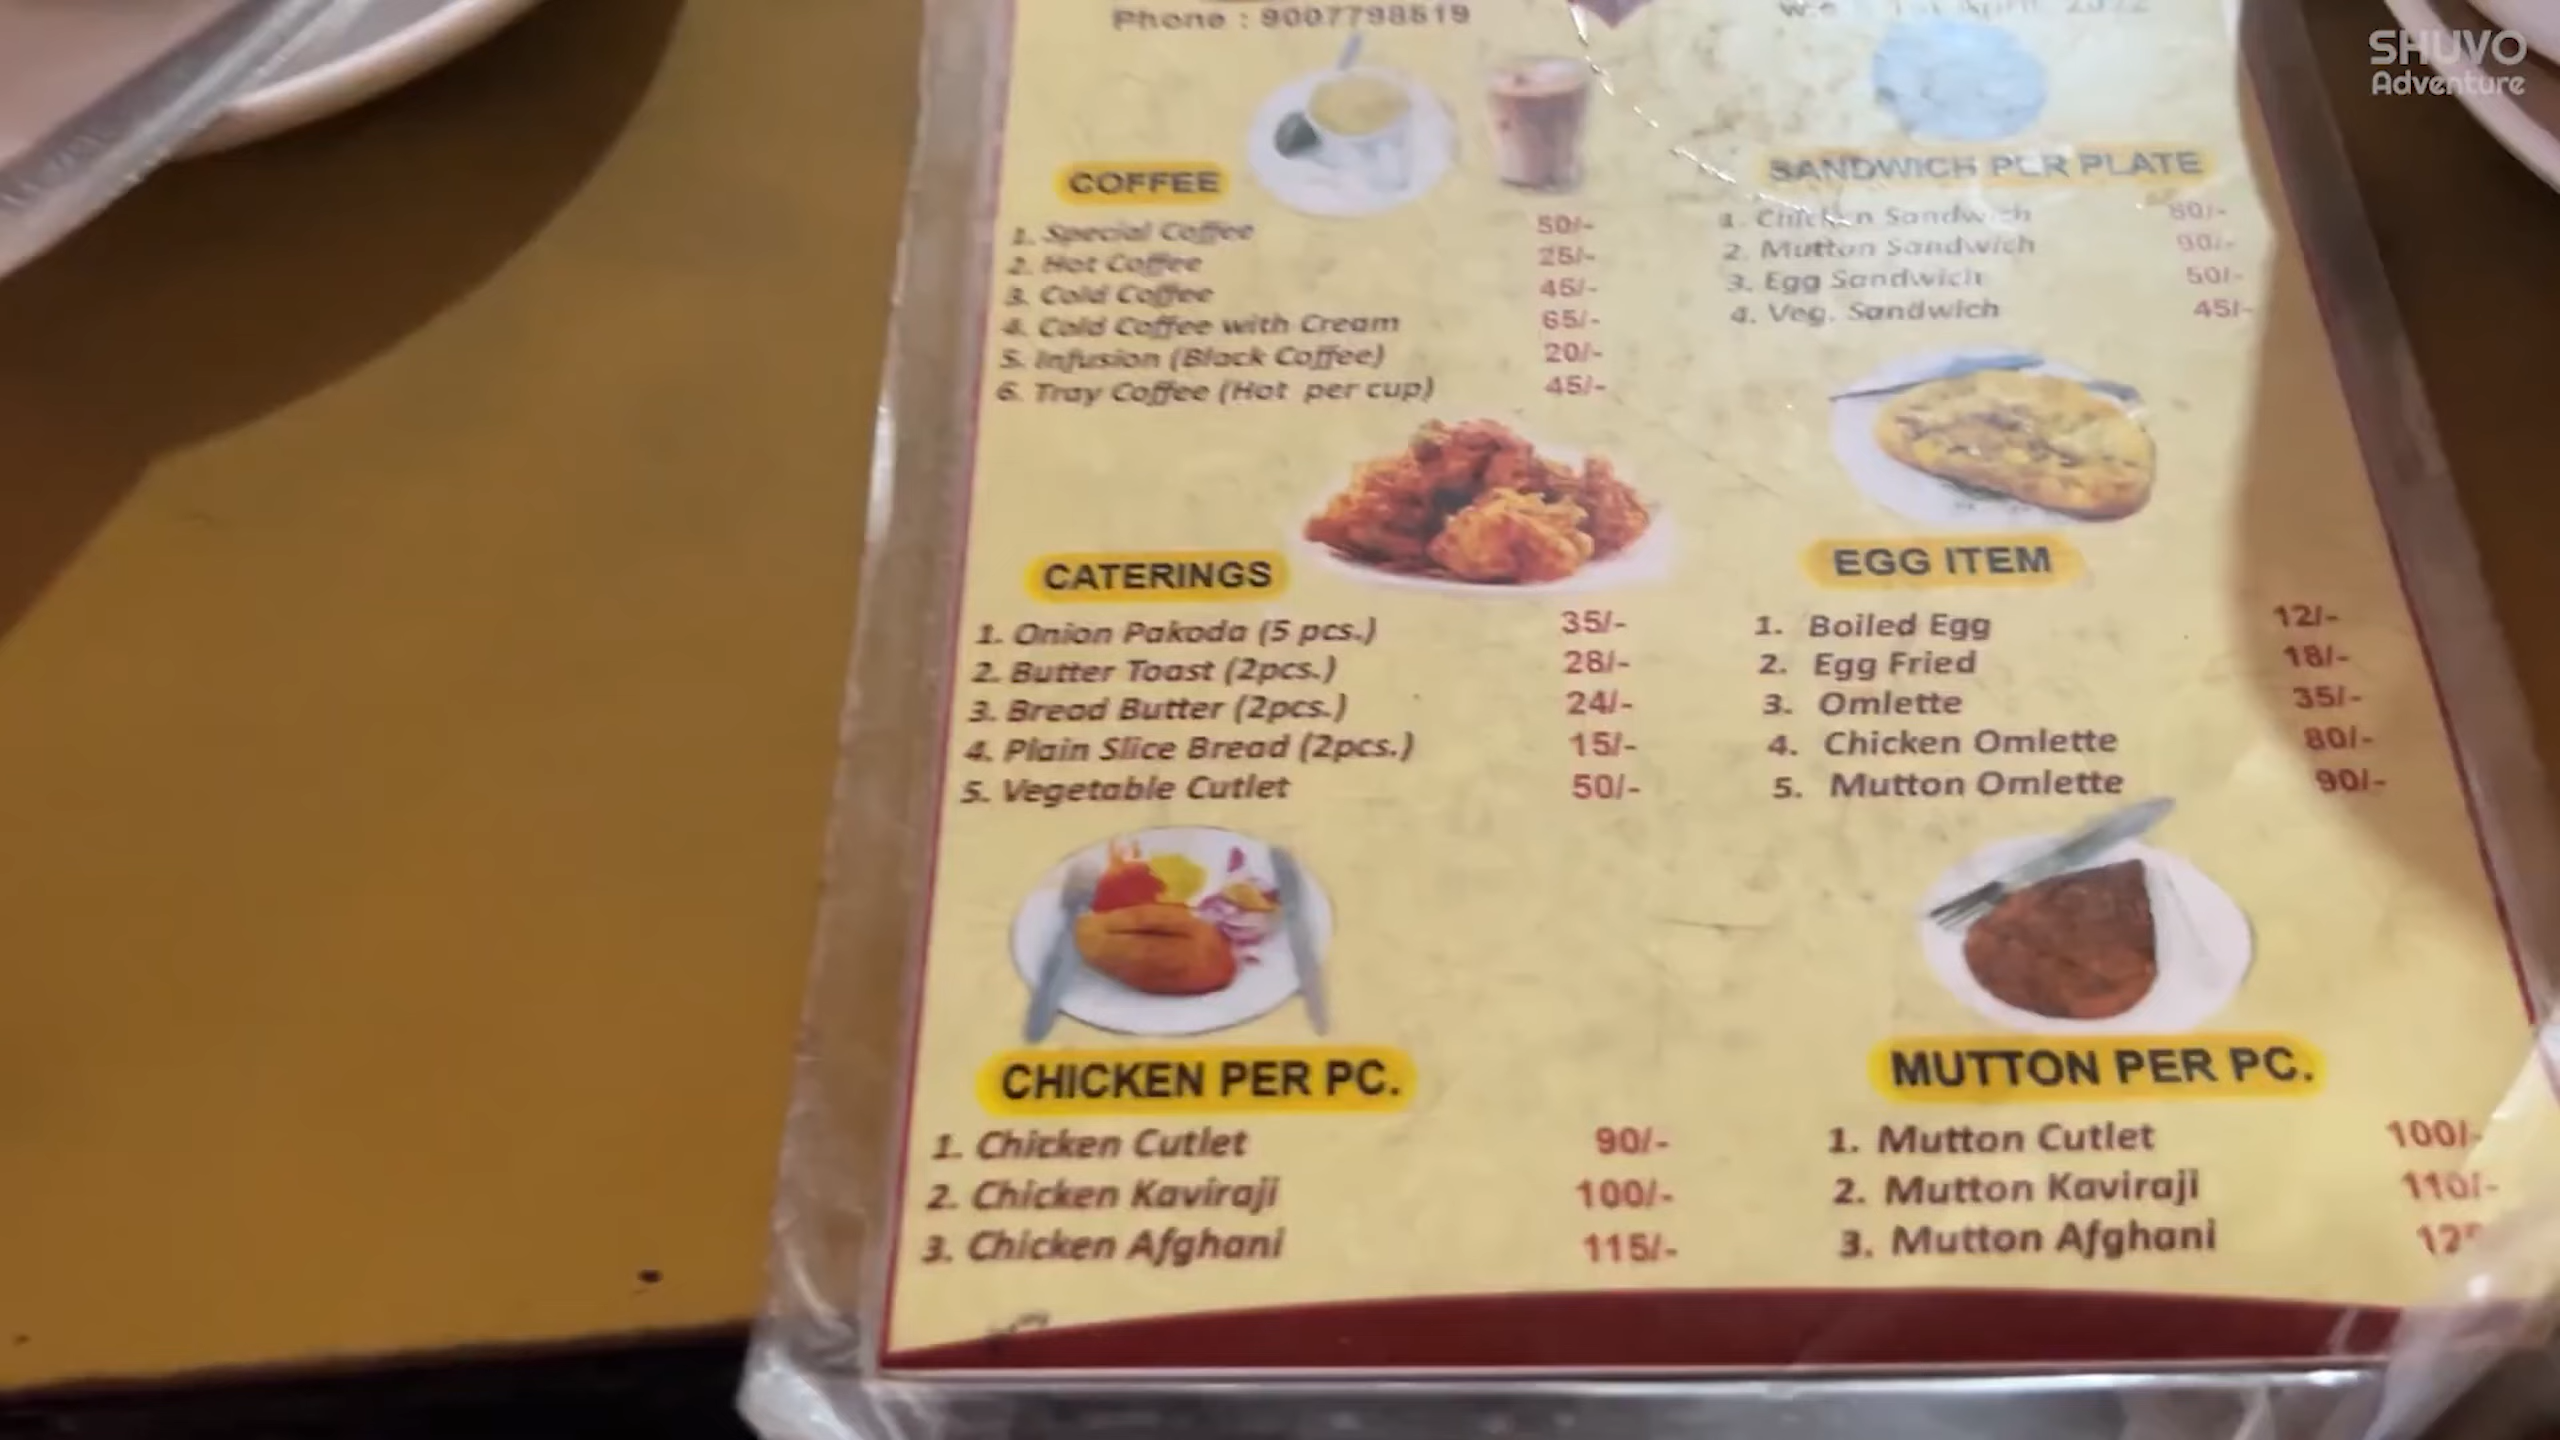 Phone : 9007798519
SHUVO
Adventure
COFFEE
1. Special Coffee 50/-
2. Hot Coffee 25/-
3. Cold Coffee 45/-
4. Cold Coffee with Cream 65/-
5. Infusion (Black Coffee) 20/-
6. Tray Coffee (Hot per cup) 45/-
SANDWICH PER PLATE
1. Chicken Sandwich 80/-
2. Mutton Sandwich 90/-
3. Egg Sandwich 50/-
4. Veg. Sandwich 45/-
CATERINGS
1. Onion Pakoda (5 pcs.) 35/-
2. Butter Toast (2pcs.) 28/-
3. Bread Butter (2pcs.) 24/-
4. Plain Slice Bread (2pcs.) 15/-
5. Vegetable Cutlet 50/-
EGG ITEM
1. Boiled Egg 12/-
2. Egg Fried 18/-
3. Omlette 35/-
4. Chicken Omlette 80/-
5. Mutton Omlette 90/-
CHICKEN PER PC.
1. Chicken Cutlet 90/-
2. Chicken Kaviraji 100/-
3. Chicken Afghani 115/-
MUTTON PER PC.
1. Mutton Cutlet 100/-
2. Mutton Kaviraji 110/-
3. Mutton Afghani